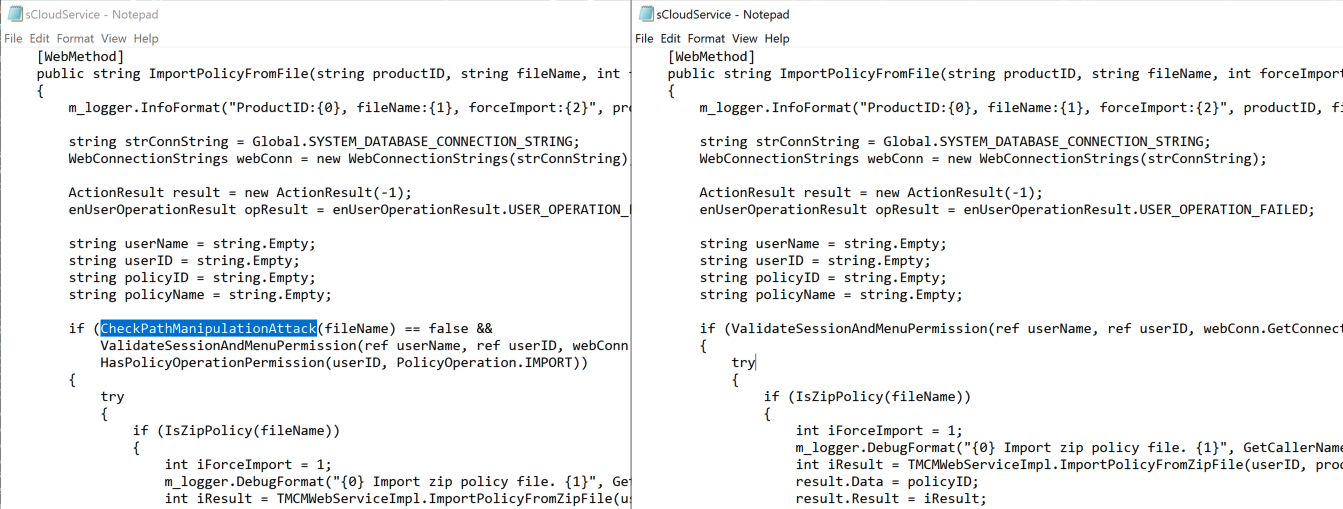 sCloudService - Notepad
File Edit Format View Help
[WebMethod]
public string ImportPolicyFromFile(string productID, string fileName, int
{
m_logger.InfoFormat("ProductID:{0}, fileName:{1}, forceImport:{2}",
string strConnString = Global.SYSTEM_DATABASE_CONNECTION_STRING;
WebConnectionStrings webConn = new WebConnectionStrings(strConnString)
ActionResult result = new ActionResult(-1);
enUserOperationResult opResult = enUserOperationResult.USER_OPERATION_
string userName = string.Empty;
string userID = string.Empty;
string policyID = string.Empty;
string policyName = string.Empty;
if (CheckPathManipulationAttack(fileName) == false &&
ValidateSessionAndMenuPermission(ref userName, ref userID, webConn
HasPolicyOperationPermission(userID, PolicyOperation.IMPORT))
{
try
{
if (IsZipPolicy(fileName))
{
int iForceImport = 1;
m_logger.DebugFormat("{0} Import zip policy file. {1}",
int iResult = TMCMWebServiceImpl.ImportPolicyFromZipFile(
sCloudService - Notepad
File Edit Format View Help
[WebMethod]
public string ImportPolicyFromFile(string productID, string fileName, int forceImport
{
m_logger.InfoFormat("ProductID:{0}, fileName:{1}, forceImport:{2}", productID,
string strConnString = Global.SYSTEM_DATABASE_CONNECTION_STRING;
WebConnectionStrings webConn = new WebConnectionStrings(strConnString);
ActionResult result = new ActionResult(-1);
enUserOperationResult opResult = enUserOperationResult.USER_OPERATION_FAILED;
string userName = string.Empty;
string userID = string.Empty;
string policyID = string.Empty;
string policyName = string.Empty;
if (ValidateSessionAndMenuPermission(ref userName, ref userID, webConn.GetConnect
{
try
{
if (IsZipPolicy(fileName))
{
int iForceImport = 1;
m_logger.DebugFormat("{0} Import zip policy file. {1}", GetCallerName
int iResult = TMCMWebServiceImpl.ImportPolicyFromZipFile(userID,
result.Data = policyID;
result.Result = iResult;